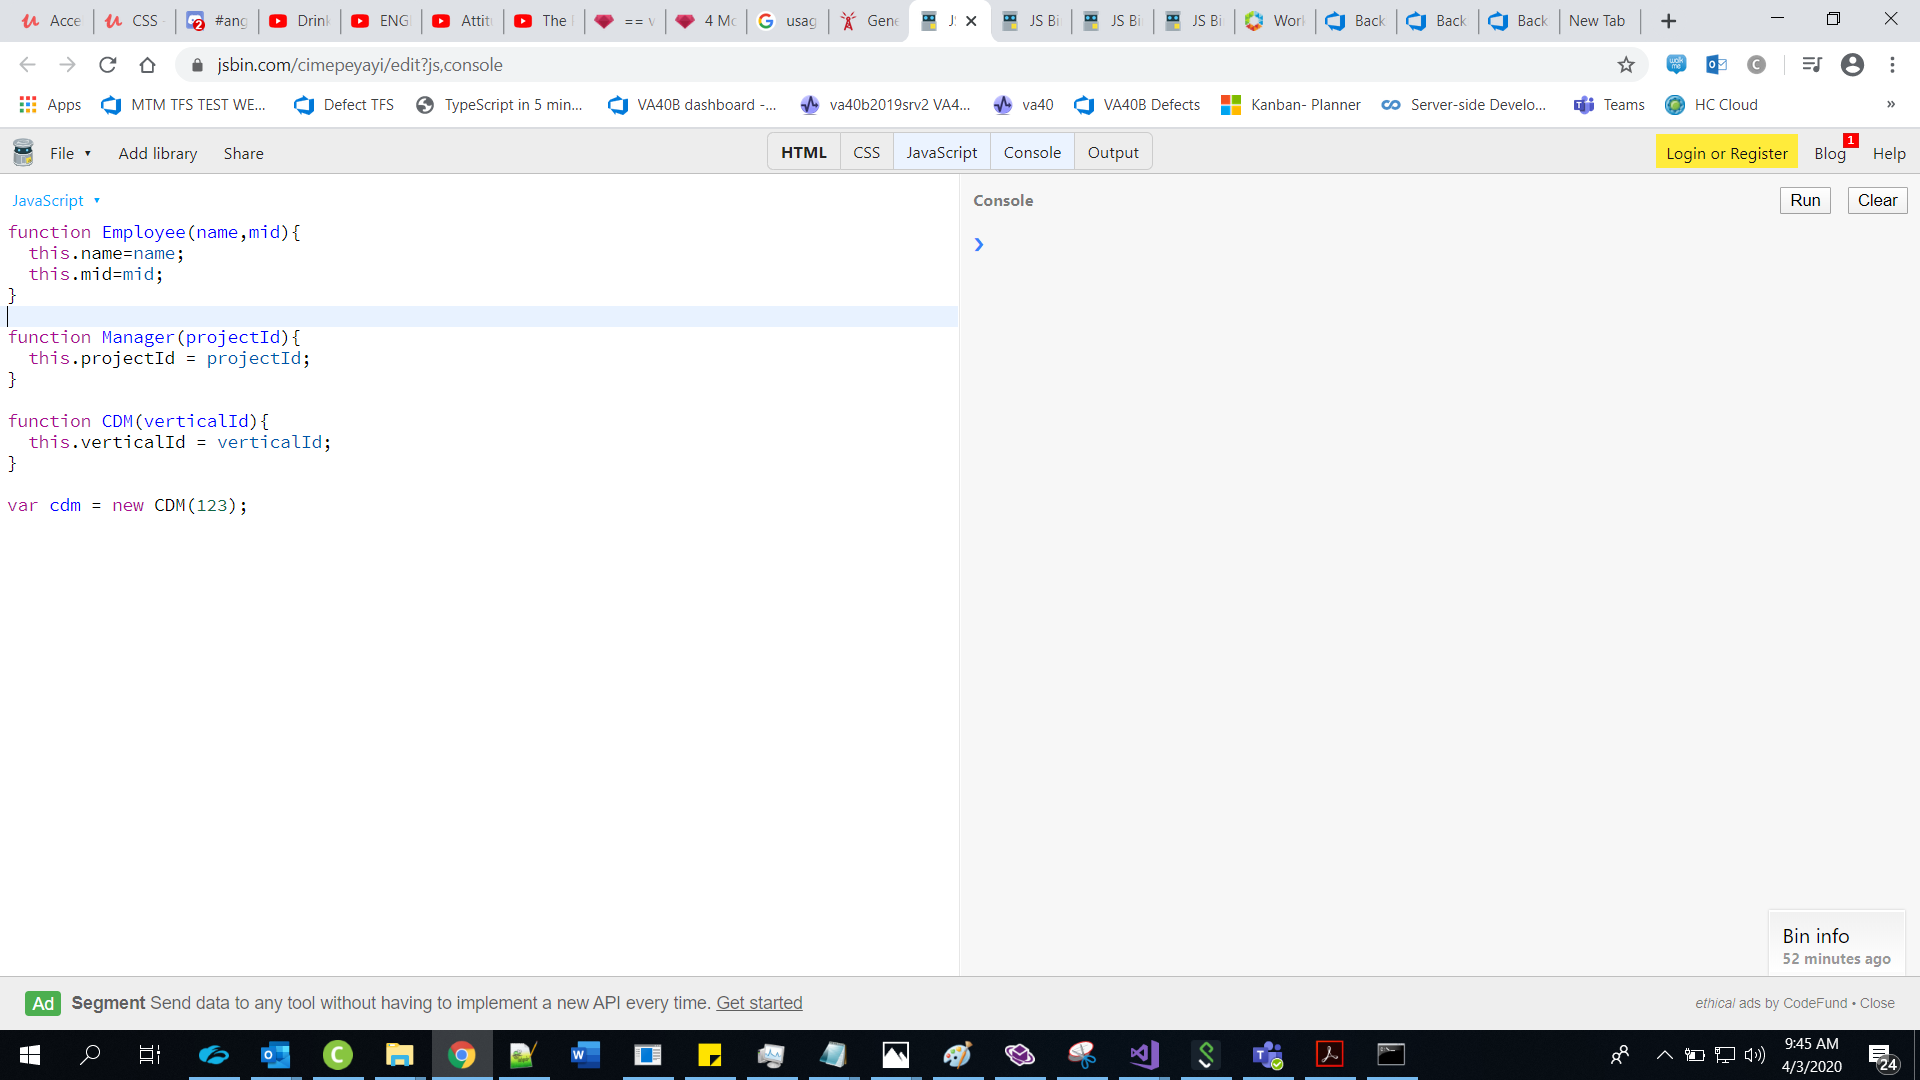 Acce
CSS -
#ang
Drink
ENGI
Attitu
The
== v
4 Mo
usag
Gene
JS
JS Bi
JS Bi
JS Bi
Work
Back
Back
Back
New Tab
jsbin.com/cimepeyayi/edit?js,console
Apps
MTM TFS TEST WE...
Defect TFS
TypeScript in 5 min...
VA40B dashboard -...
va40b2019srv2 VA4...
va40
VA40B Defects
Kanban- Planner
Server-side Develo...
Teams
HC Cloud
»
File
Add library
Share
HTML
CSS
JavaScript
Console
Output
Login or Register
Blog
1
Help
JavaScript
Console
Run
Clear
function Employee(name,mid){
this.name=name;
this.mid=mid;
}
function Manager(projectId){
this.projectId = projectId;
}
function CDM(verticalId){
this.verticalId = verticalId;
}
var cdm = new CDM(123);
Bin info
52 minutes ago
Ad Segment Send data to any tool without having to implement a new API every time. Get started
ethical ads by CodeFund • Close
9:45 AM
4/3/2020
24